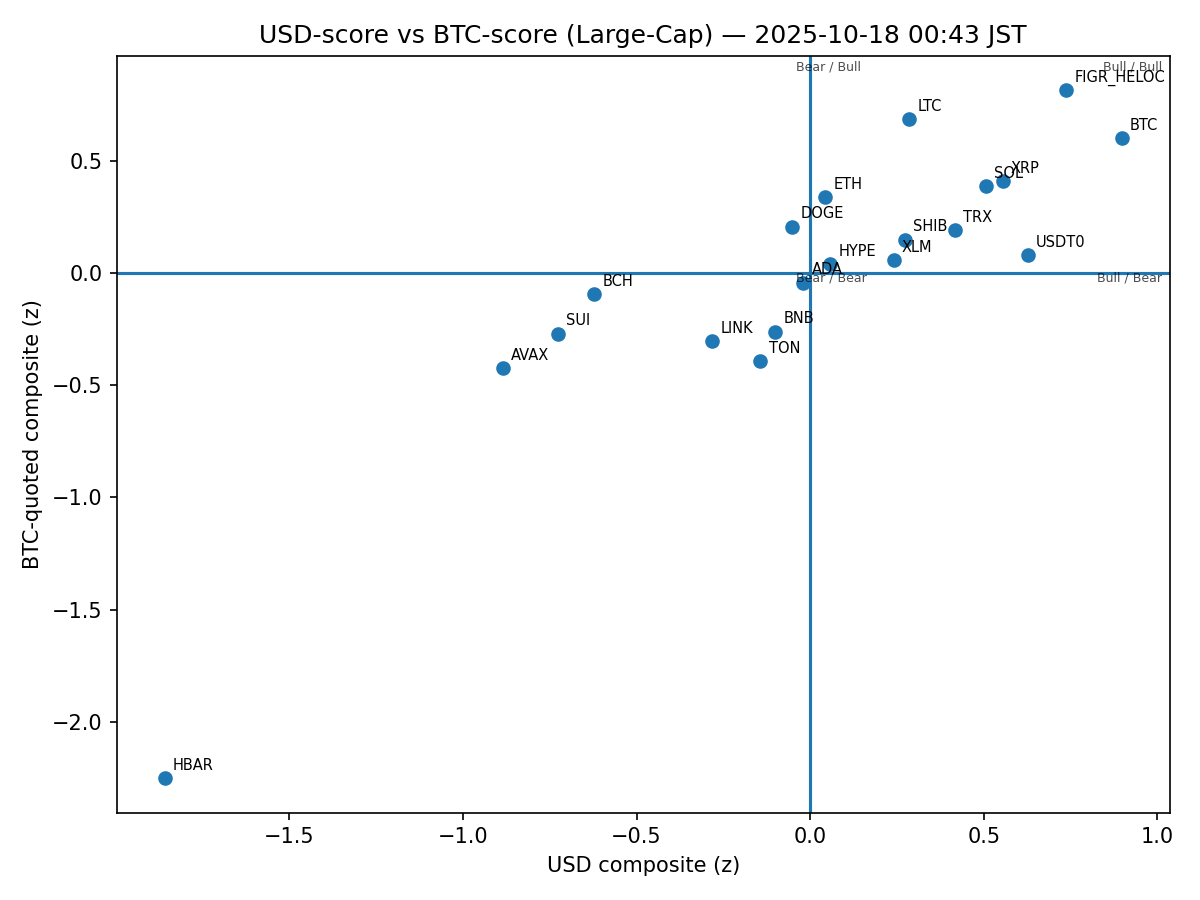 USD-score vs BTC-score (Large-Cap) — 2025-10-18 00:43 JST
Bear / Bull
Bull / Bull
FIGR_HELOC
LTC
BTC
0.5
XRP
SOL
ETH
DOGE
TRX
SHIB
USDT0
XLM
HYPE
ADA
0.0
Bear / Bear
Bull / Bear
BCH
SUI
BNB
LINK
TON
AVAX
−0.5
−1.0
−1.5
−2.0
HBAR
BTC-quoted composite (z)
−1.5
−1.0
−0.5
0.0
0.5
1.0
USD composite (z)